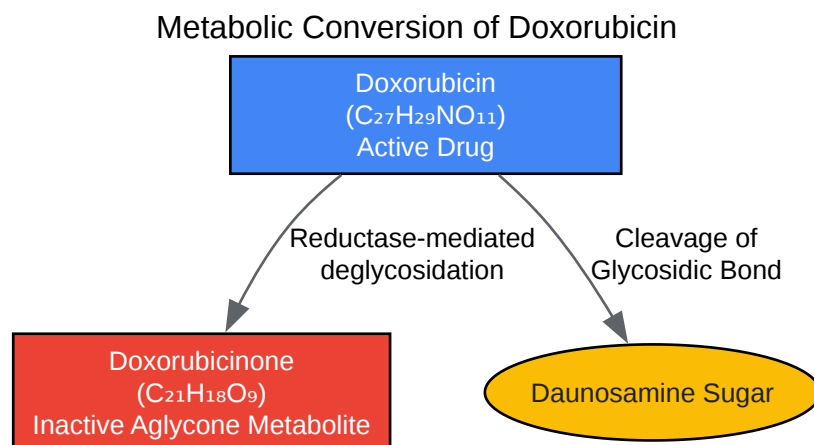 Metabolic Conversion of Doxorubicin
Doxorubicin
(C₂₇H₂₉NO₁₁)
Active Drug
Reductase-mediated
deglycosidation
Cleavage of
Glycosidic Bond
Doxorubicinone
(C₂₁H₁₈O₉)
Inactive Aglycone Metabolite
Daunosamine Sugar